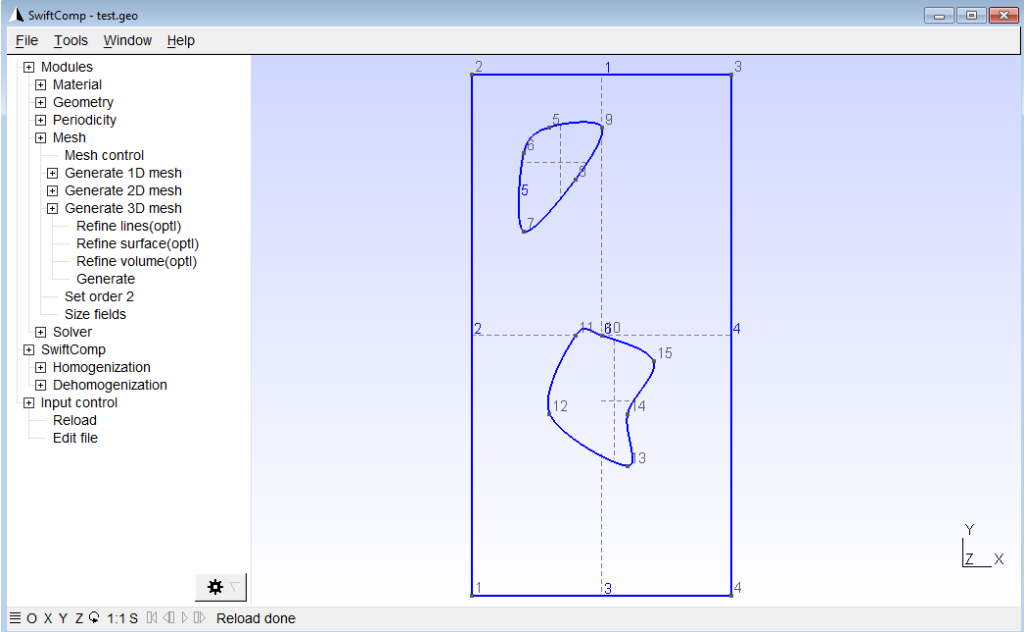 SwiftComp - test.geo
File Tools Window Help
Modules
Material
Geometry
Periodicity
Mesh
Mesh control
Generate 1D mesh
Generate 2D mesh
Generate 3D mesh
Refine lines(optl)
Refine surface(optl)
Refine volume(optl)
Generate
Set order 2
Size fields
Solver
SwiftComp
Homogenization
Dehomogenization
Input control
Reload
Edit file
2 1 3
5 9
6
8
5
7
2 11 6 10 4
15
12 14
13
1 3 4
Y
Z X
O X Y Z 1:1 S Reload done